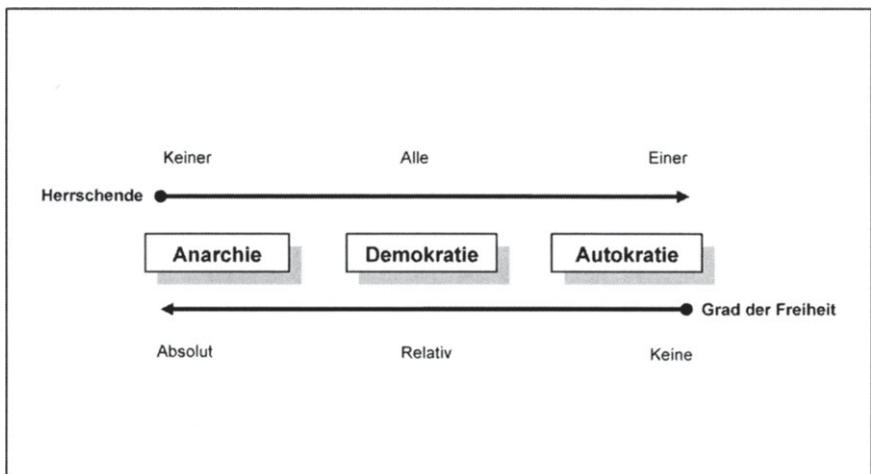 Keiner Alle Einer
Herrschende
Anarchie Demokratie Autokratie
Grad der Freiheit
Absolut Relativ Keine